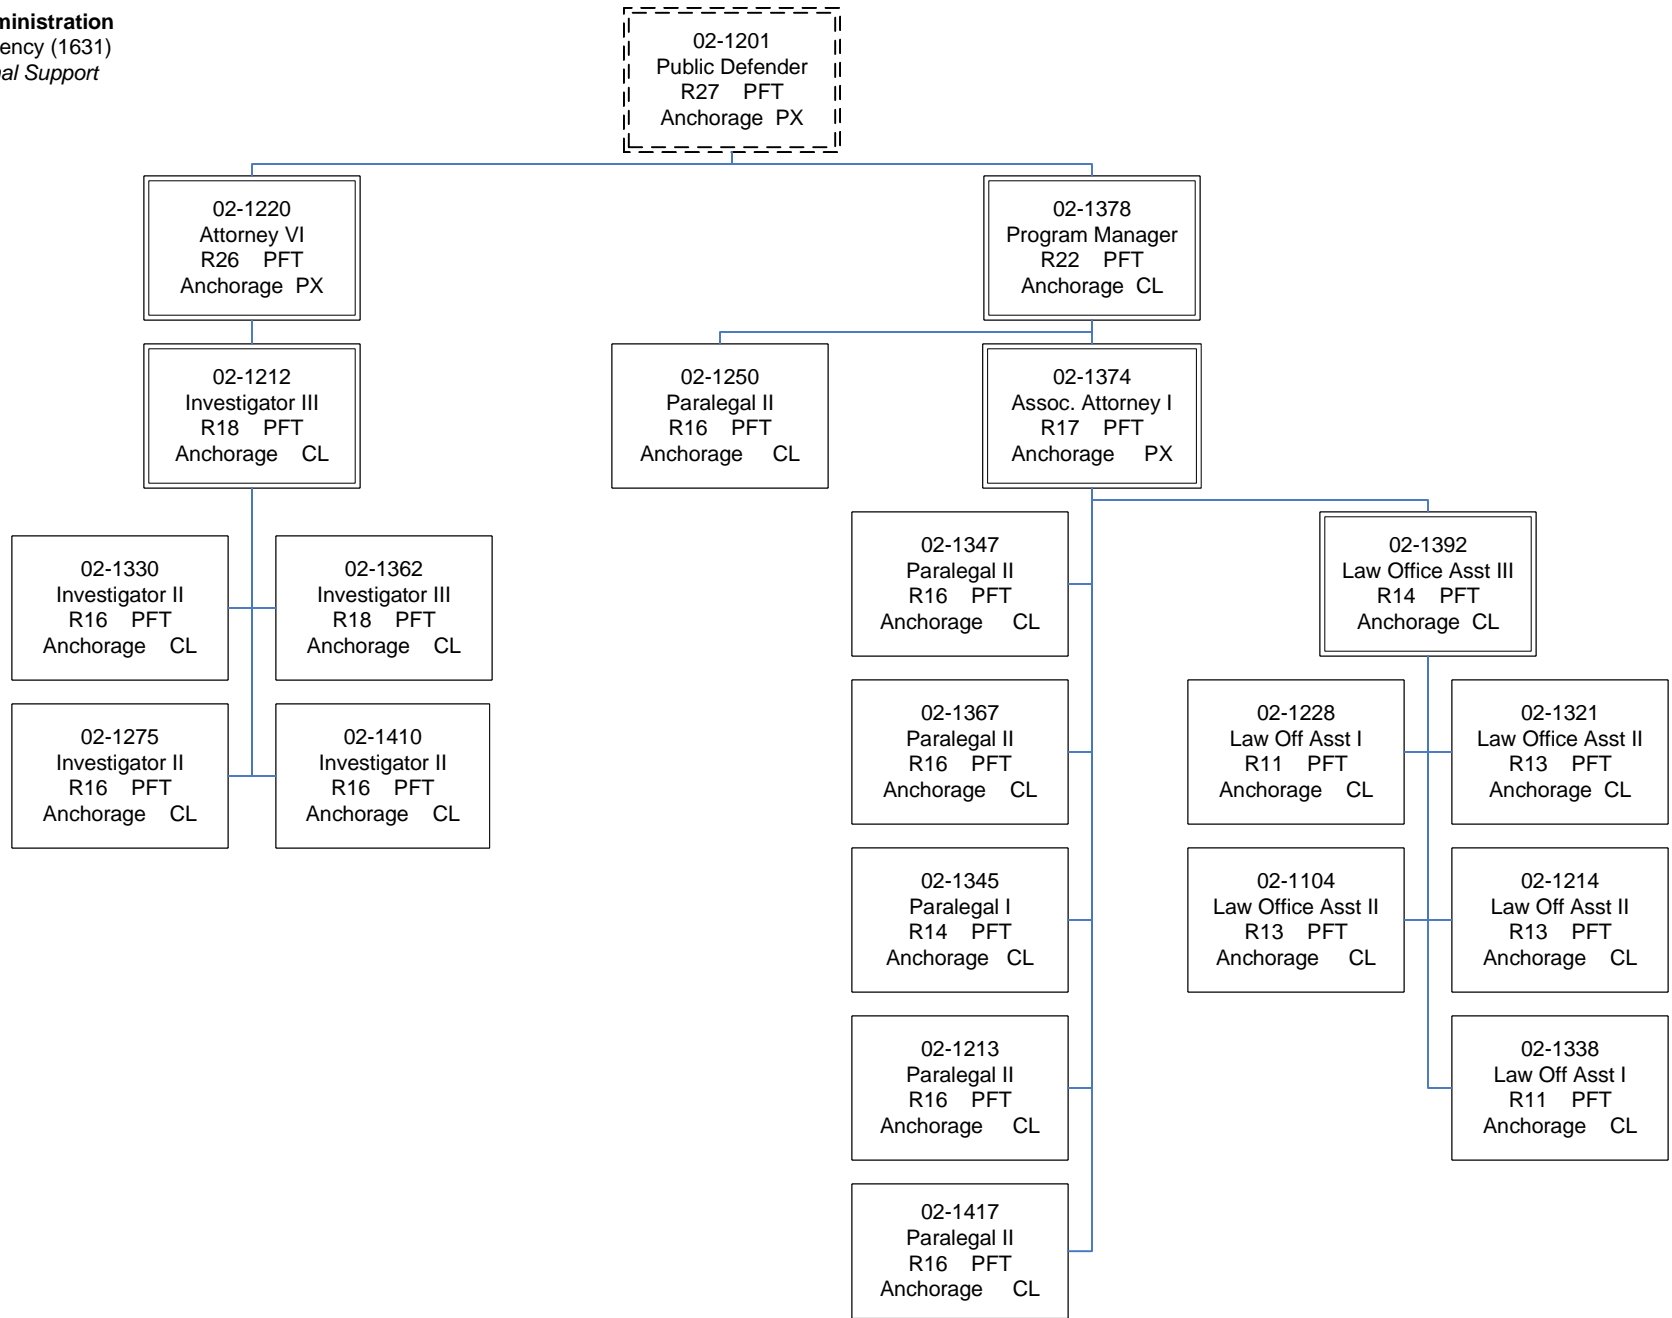 ministration
ency (1631)
nal Support
02-1201
Public Defender
R27 PFT
Anchorage PX
02-1220
Attorney VI
R26 PFT
Anchorage PX
02-1378
Program Manager
R22 PFT
Anchorage CL
02-1212
Investigator III
R18 PFT
Anchorage CL
02-1250
Paralegal II
R16 PFT
Anchorage CL
02-1374
Assoc. Attorney I
R17 PFT
Anchorage PX
02-1330
Investigator II
R16 PFT
Anchorage CL
02-1362
Investigator III
R18 PFT
Anchorage CL
02-1275
Investigator II
R16 PFT
Anchorage CL
02-1410
Investigator II
R16 PFT
Anchorage CL
02-1347
Paralegal II
R16 PFT
Anchorage CL
02-1367
Paralegal II
R16 PFT
Anchorage CL
02-1345
Paralegal I
R14 PFT
Anchorage CL
02-1213
Paralegal II
R16 PFT
Anchorage CL
02-1417
Paralegal II
R16 PFT
Anchorage CL
02-1392
Law Office Asst III
R14 PFT
Anchorage CL
02-1228
Law Off Asst I
R11 PFT
Anchorage CL
02-1321
Law Office Asst II
R13 PFT
Anchorage CL
02-1104
Law Office Asst II
R13 PFT
Anchorage CL
02-1214
Law Off Asst II
R13 PFT
Anchorage CL
02-1338
Law Off Asst I
R11 PFT
Anchorage CL